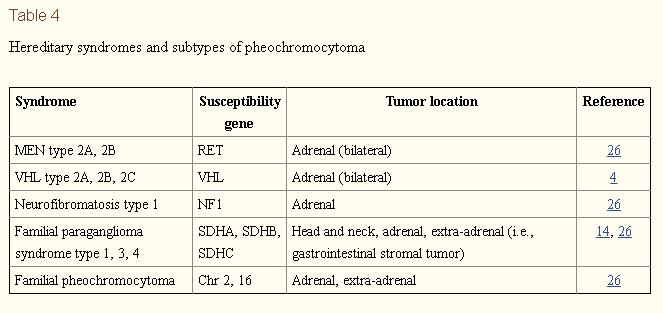 Table 4
Hereditary syndromes and subtypes of pheochromocytoma
Syndrome Susceptibility gene Tumor location Reference
MEN type 2A, 2B RET Adrenal (bilateral) 26
VHL type 2A, 2B, 2C VHL Adrenal (bilateral) 4
Neurofibromatosis type 1 NF1 Adrenal 26
Familial paraganglioma SDHA, SDHB, Head and neck, adrenal, extra-adrenal (i.e., 14, 26
syndrome type 1, 3, 4 SDHC gastrointestinal stromal tumor)
Familial pheochromocytoma Chr 2, 16 Adrenal, extra-adrenal 26